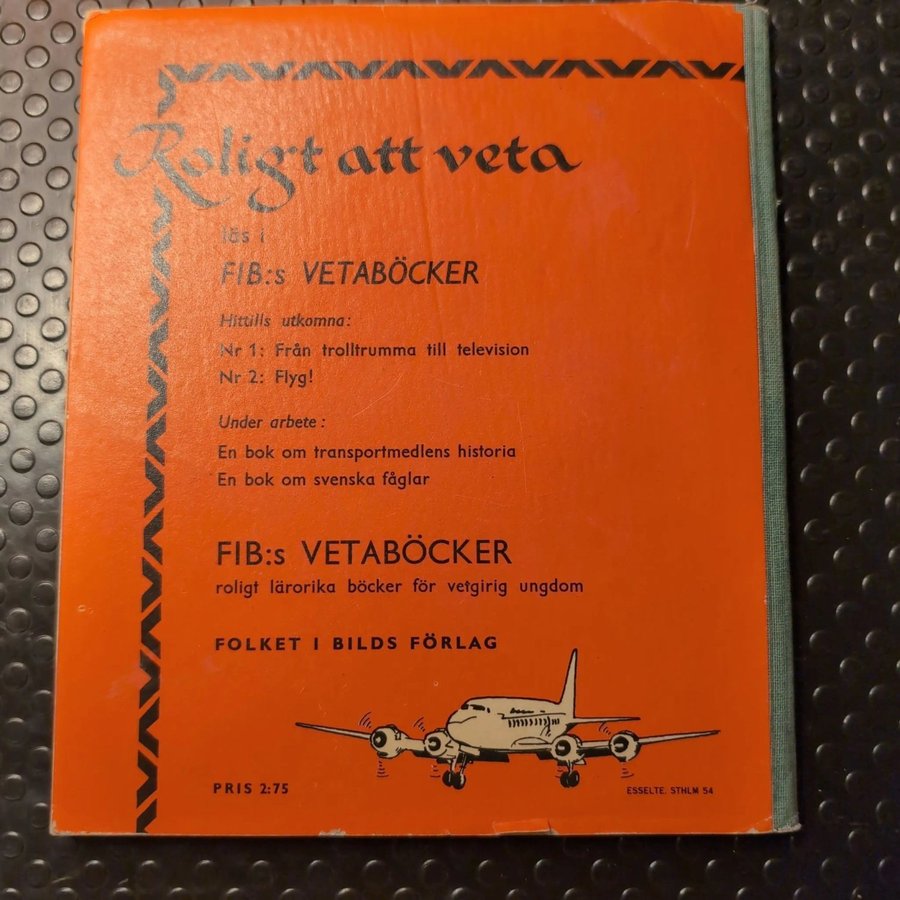 Roligt att veta
läs i
FIB:s VETABÖCKER
Hittills utkomna:
Nr 1: Från trolltrumma till television
Nr 2: Flyg!
Under arbete:
En bok om transportmedlens historia
En bok om svenska fåglar
FIB:s VETABÖCKER
roligt lärorika böcker för vetgirig ungdom
FOLKET I BILDS FÖRLAG
PRIS 2:75
ESSELTE, STHLM 54